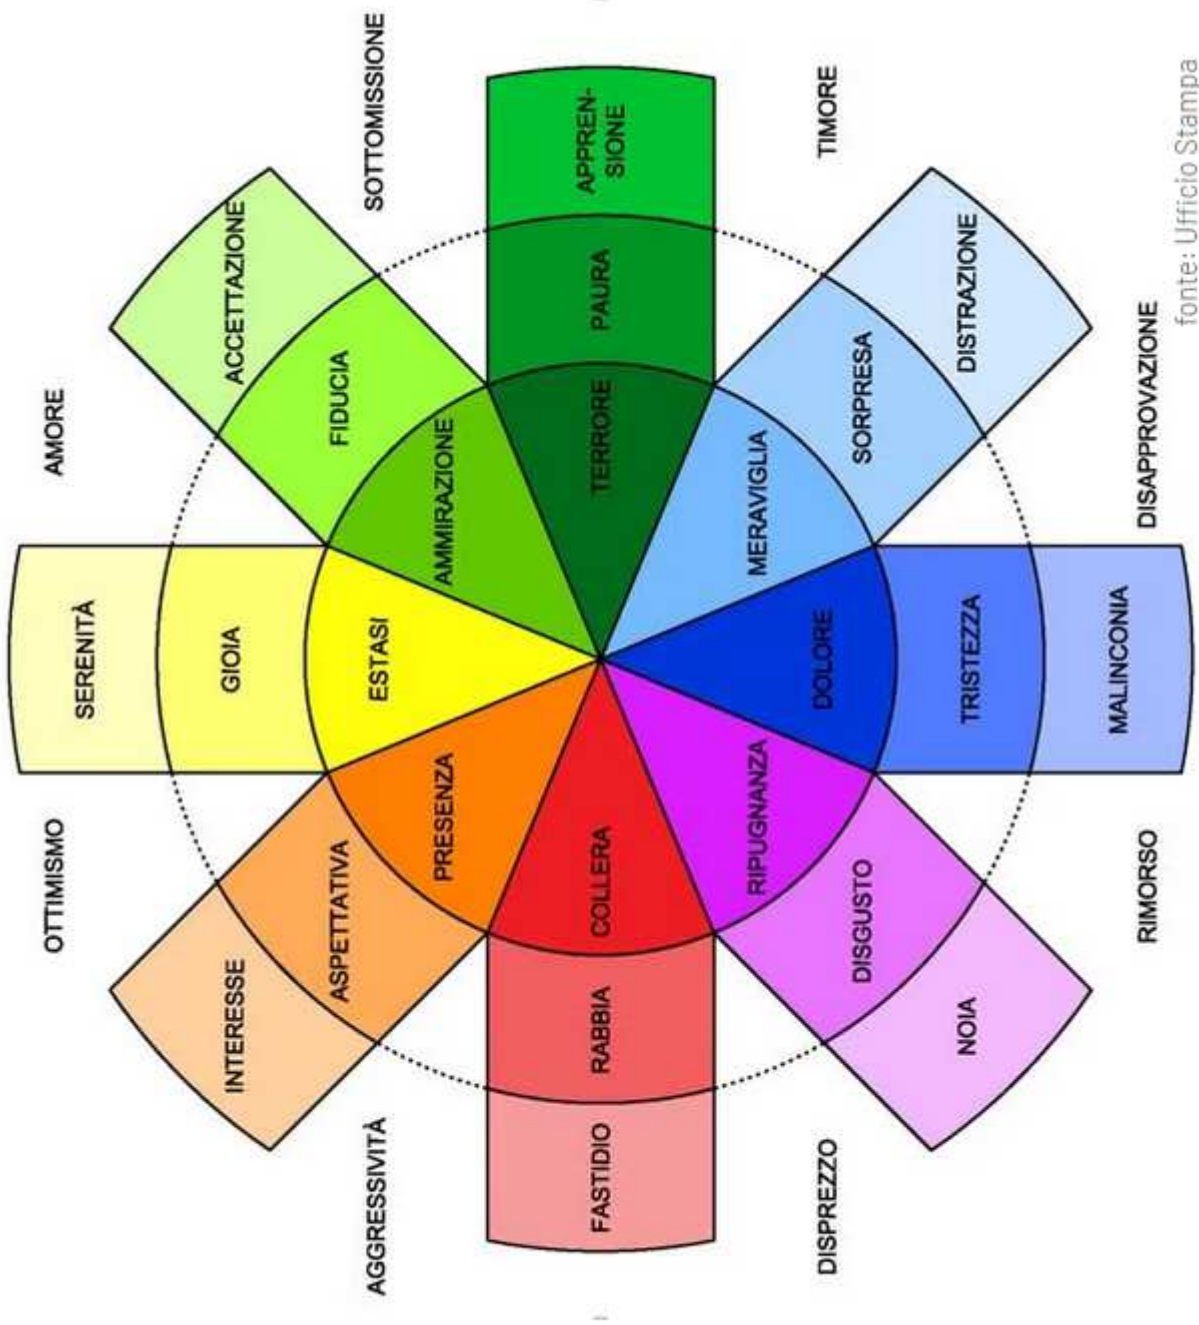 OTTIMISMO
AMORE
SERENITÀ
INTERESSE
GIOIA
ACCETTAZIONE
ASPETTATIVA
FIDUCIA
AGGRESSIVITÀ
ESTASI
SOTTOMISSIONE
PRESENZA
AMMIRAZIONE
FASTIDIO
RABBIA
COLLERA
TERRORE
PAURA
APPREN-
SIONE
RIPUGNANZA
MERAVIGLIA
DISPREZZO
DOLORE
TIMORE
DISGUSTO
SORPRESA
NOIA
TRISTEZZA
DISTRAZIONE
MALINCONIA
RIMORSO
DISAPPROVAZIONE
fonte: Ufficio Stampa